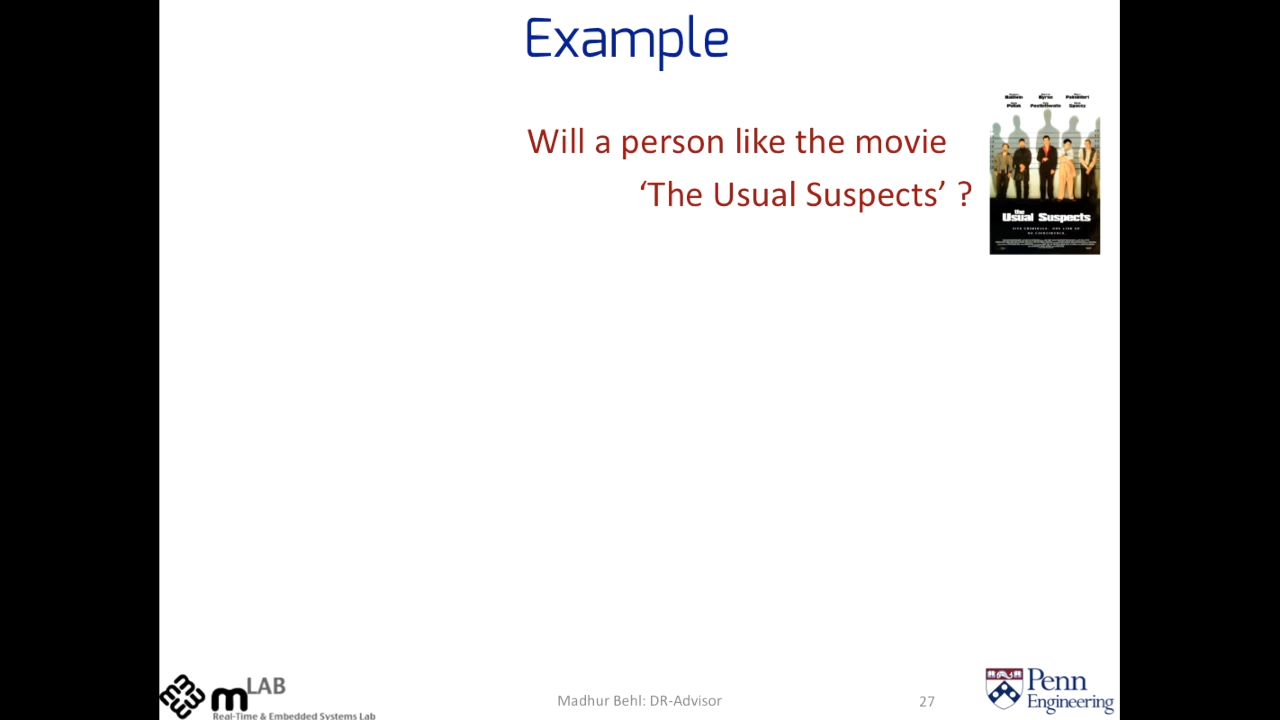 Example
Will a person like the movie
‘The Usual Suspects’ ?
the
Usual Suspects
mLAB
Real-Time & Embedded Systems Lab
Madhur Behl: DR-Advisor
27
Penn
Engineering